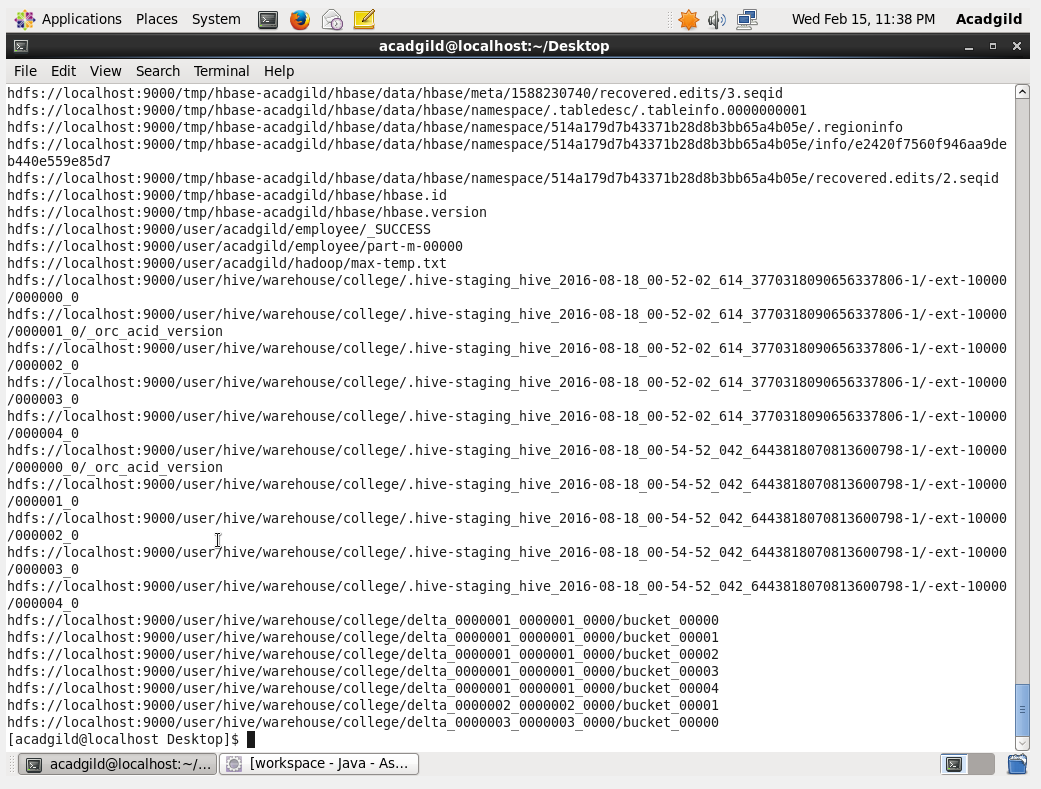 Applications Places System Wed Feb 15, 11:38 PM Acadgild
acadgild@localhost:~/Desktop
File Edit View Search Terminal Help
hdfs://localhost:9000/tmp/hbase-acadgild/hbase/data/hbase/meta/1588230740/recovered.edits/3.seqid
hdfs://localhost:9000/tmp/hbase-acadgild/hbase/data/hbase/namespace/.tabledesc/.tableinfo.0000000001
hdfs://localhost:9000/tmp/hbase-acadgild/hbase/data/hbase/namespace/514a179d7b43371b28d8b3bb65a4b05e/.regioninfo
hdfs://localhost:9000/tmp/hbase-acadgild/hbase/data/hbase/namespace/514a179d7b43371b28d8b3bb65a4b05e/info/e2420f7560f946aa9de
b440e559e85d7
hdfs://localhost:9000/tmp/hbase-acadgild/hbase/data/hbase/namespace/514a179d7b43371b28d8b3bb65a4b05e/recovered.edits/2.seqid
hdfs://localhost:9000/tmp/hbase-acadgild/hbase/hbase.id
hdfs://localhost:9000/tmp/hbase-acadgild/hbase/hbase.version
hdfs://localhost:9000/user/acadgild/employee/_SUCCESS
hdfs://localhost:9000/user/acadgild/employee/part-m-00000
hdfs://localhost:9000/user/acadgild/hadoop/max-temp.txt
hdfs://localhost:9000/user/hive/warehouse/college/.hive-staging_hive_2016-08-18_00-52-02_614_3770318090656337806-1/-ext-10000
/000000_0
hdfs://localhost:9000/user/hive/warehouse/college/.hive-staging_hive_2016-08-18_00-52-02_614_3770318090656337806-1/-ext-10000
/000001_0/_orc_acid_version
hdfs://localhost:9000/user/hive/warehouse/college/.hive-staging_hive_2016-08-18_00-52-02_614_3770318090656337806-1/-ext-10000
/000002_0
hdfs://localhost:9000/user/hive/warehouse/college/.hive-staging_hive_2016-08-18_00-52-02_614_3770318090656337806-1/-ext-10000
/000003_0
hdfs://localhost:9000/user/hive/warehouse/college/.hive-staging_hive_2016-08-18_00-52-02_614_3770318090656337806-1/-ext-10000
/000004_0
hdfs://localhost:9000/user/hive/warehouse/college/.hive-staging_hive_2016-08-18_00-54-52_042_6443818070813600798-1/-ext-10000
/000000_0/_orc_acid_version
hdfs://localhost:9000/user/hive/warehouse/college/.hive-staging_hive_2016-08-18_00-54-52_042_6443818070813600798-1/-ext-10000
/000001_0
hdfs://localhost:9000/user/hive/warehouse/college/.hive-staging_hive_2016-08-18_00-54-52_042_6443818070813600798-1/-ext-10000
/000002_0
hdfs://localhost:9000/user/hive/warehouse/college/.hive-staging_hive_2016-08-18_00-54-52_042_6443818070813600798-1/-ext-10000
/000003_0
hdfs://localhost:9000/user/hive/warehouse/college/.hive-staging_hive_2016-08-18_00-54-52_042_6443818070813600798-1/-ext-10000
/000004_0
hdfs://localhost:9000/user/hive/warehouse/college/delta_0000001_0000001_0000/bucket_00000
hdfs://localhost:9000/user/hive/warehouse/college/delta_0000001_0000001_0000/bucket_00001
hdfs://localhost:9000/user/hive/warehouse/college/delta_0000001_0000001_0000/bucket_00002
hdfs://localhost:9000/user/hive/warehouse/college/delta_0000001_0000001_0000/bucket_00003
hdfs://localhost:9000/user/hive/warehouse/college/delta_0000001_0000001_0000/bucket_00004
hdfs://localhost:9000/user/hive/warehouse/college/delta_0000002_0000002_0000/bucket_00001
hdfs://localhost:9000/user/hive/warehouse/college/delta_0000003_0000003_0000/bucket_00000
[acadgild@localhost Desktop]$
acadgild@localhost:~/... [workspace - Java - As...